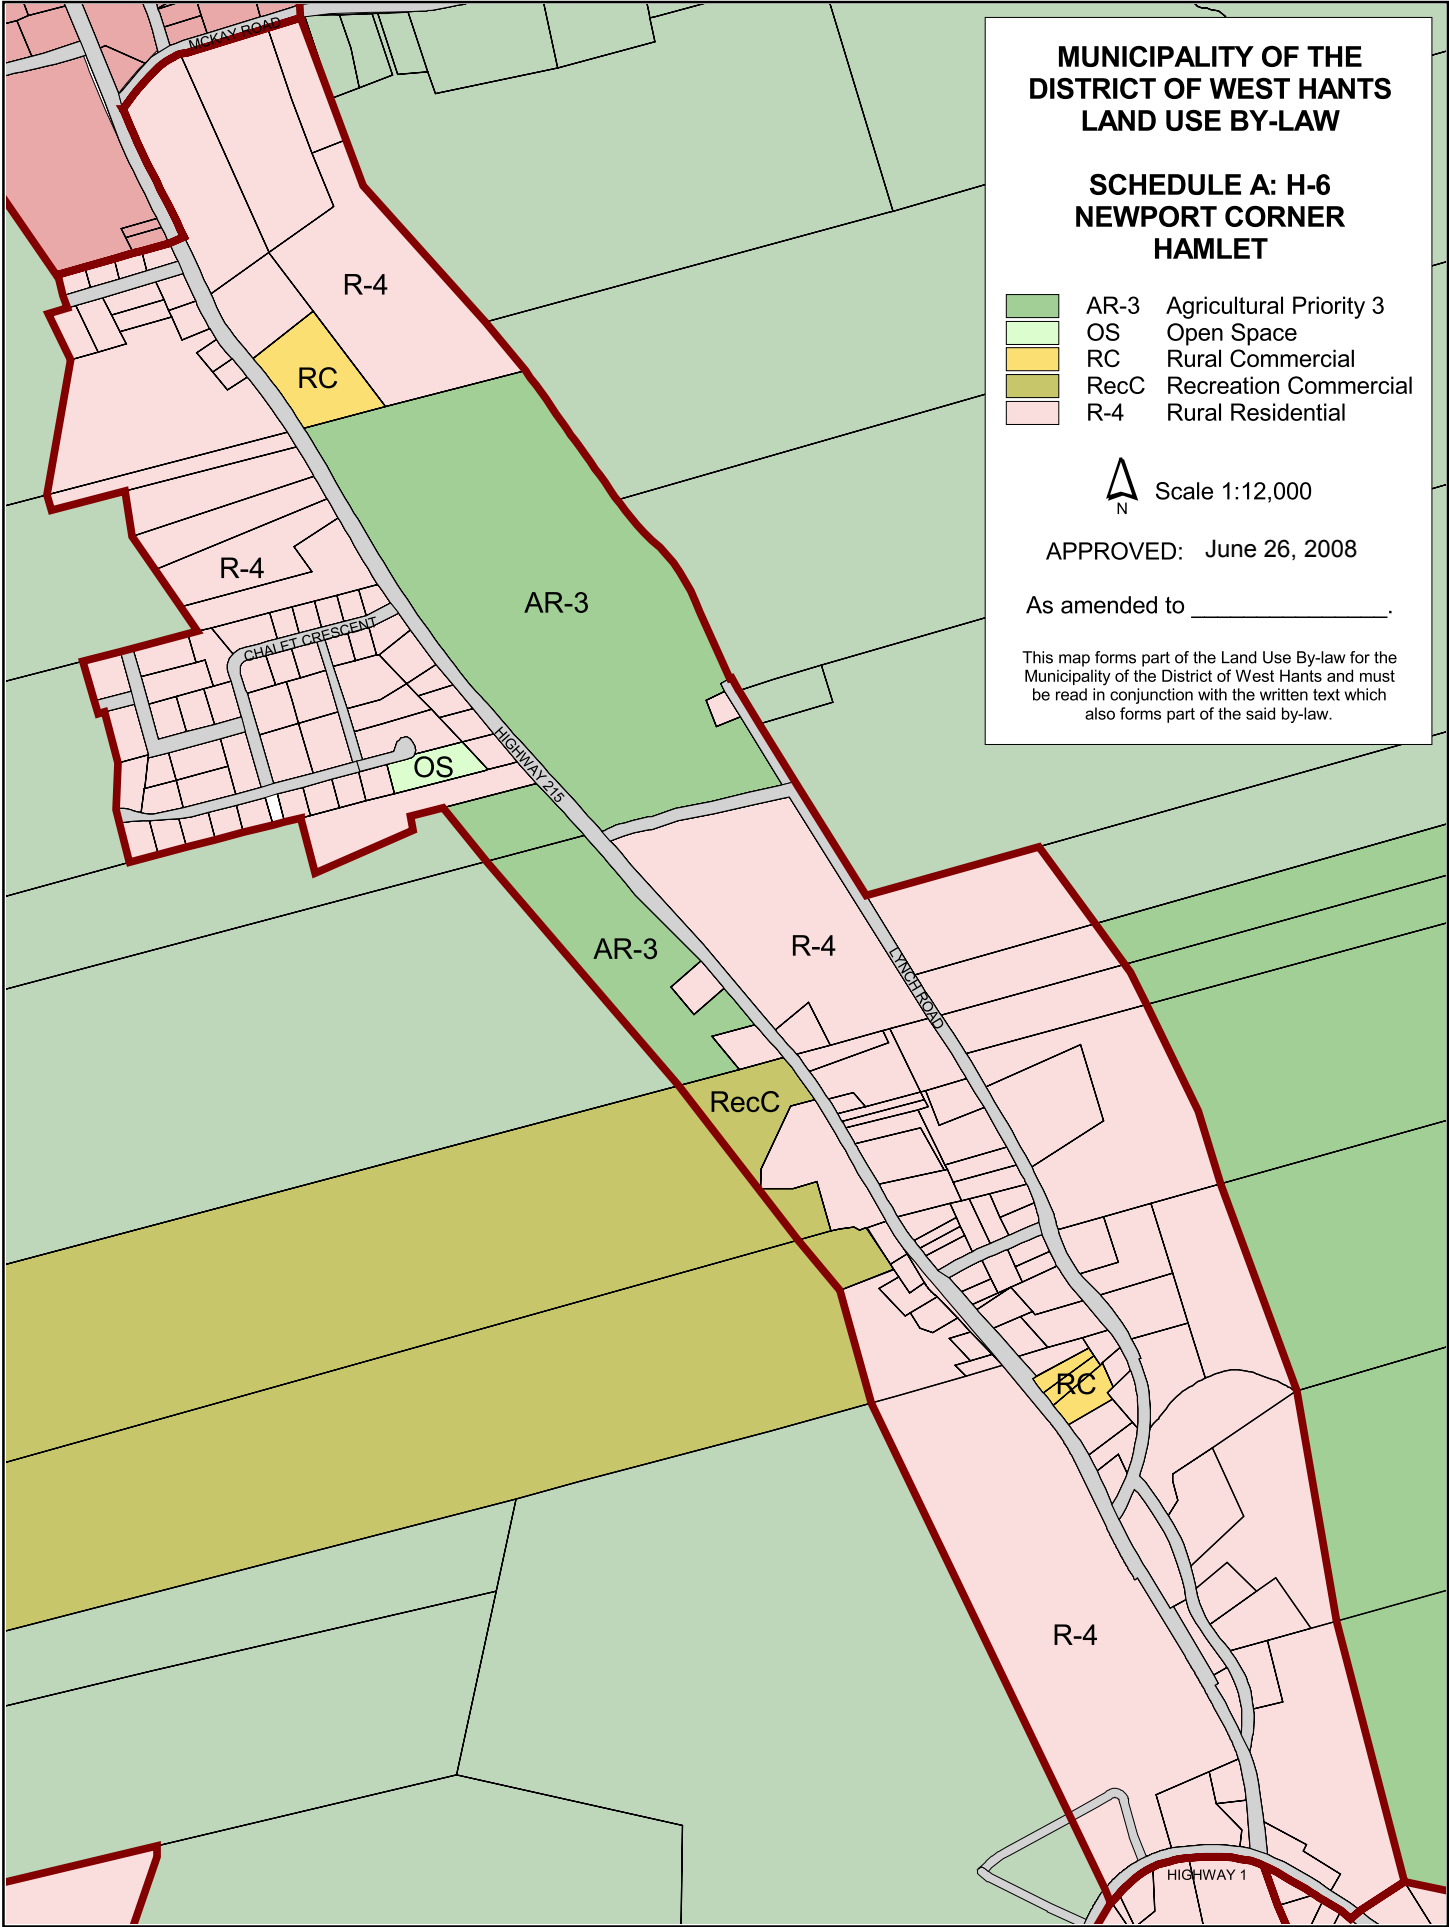 MUNICIPALITY OF THE
DISTRICT OF WEST HANTS
LAND USE BY-LAW
SCHEDULE A: H-6
NEWPORT CORNER
HAMLET
AR-3 Agricultural Priority 3
OS Open Space
RC Rural Commercial
RecC Recreation Commercial
R-4 Rural Residential
N
Scale 1:12,000
APPROVED: June 26, 2008
As amended to _______________.
This map forms part of the Land Use By-law for the
Municipality of the District of West Hants and must
be read in conjunction with the written text which
also forms part of the said by-law.
MCKAY ROAD
R-4
RC
R-4
AR-3
CHALET CRESCENT
HIGHWAY 215
OS
AR-3
R-4
LYNCH ROAD
RecC
RC
R-4
HIGHWAY 1